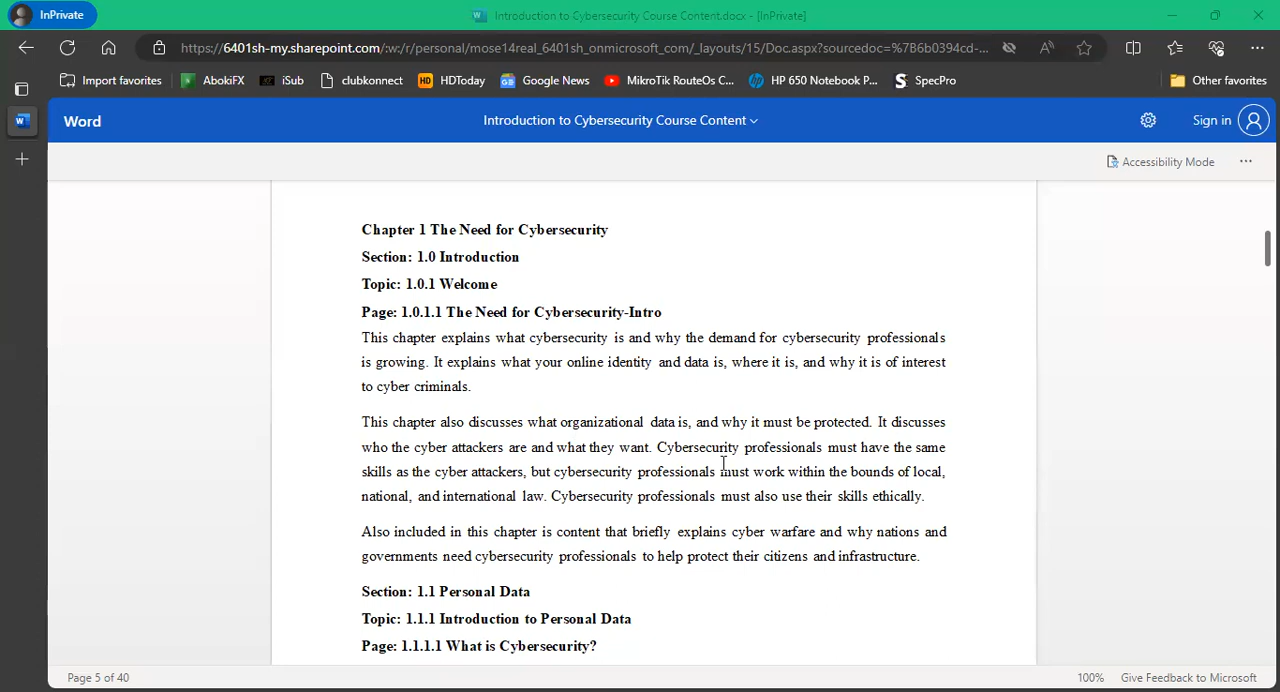 InPrivate
Introduction to Cybersecurity Course Content.docx - [InPrivate]
https://6401sh-my.sharepoint.com/:w:/r/personal/mose14real_6401sh_onmicrosoft_com/_layouts/15/Doc.aspx?sourcedoc=%7B6b0394cd-...
Import favorites AbokiFX iSub clubkonnect HDToday Google News MikroTik RouteOs C... HP 650 Notebook P... SpecPro Other favorites
Word Introduction to Cybersecurity Course Content Sign in
Accessibility Mode ...
Chapter 1 The Need for Cybersecurity
Section: 1.0 Introduction
Topic: 1.0.1 Welcome
Page: 1.0.1.1 The Need for Cybersecurity-Intro
This chapter explains what cybersecurity is and why the demand for cybersecurity professionals
is growing. It explains what your online identity and data is, where it is, and why it is of interest
to cyber criminals.
This chapter also discusses what organizational data is, and why it must be protected. It discusses
who the cyber attackers are and what they want. Cybersecurity professionals must have the same
skills as the cyber attackers, but cybersecurity professionals must work within the bounds of local,
national, and international law. Cybersecurity professionals must also use their skills ethically.
Also included in this chapter is content that briefly explains cyber warfare and why nations and
governments need cybersecurity professionals to help protect their citizens and infrastructure.
Section: 1.1 Personal Data
Topic: 1.1.1 Introduction to Personal Data
Page: 1.1.1.1 What is Cybersecurity?
Page 5 of 40 100% Give Feedback to Microsoft